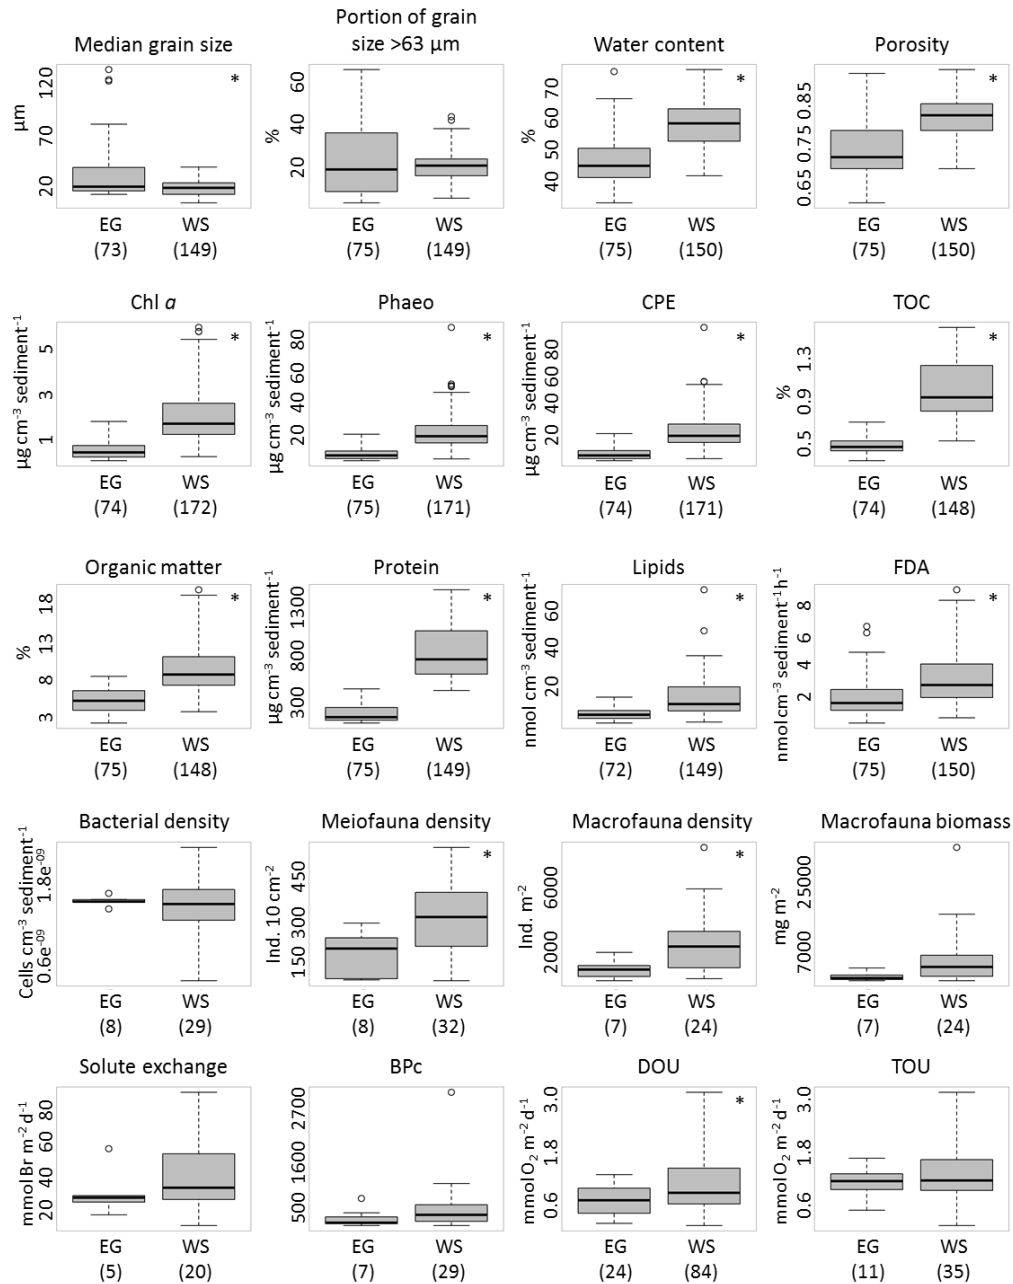 Portion of grain
Median grain size size >63 µm Water content Porosity
* * *
µm 120 70 20
% 60 40 20
% 70 60 50 40
0.85 0.75 0.65
EG WS EG WS EG WS EG WS
(73) (149) (75) (149) (75) (150) (75) (150)
Chl a Phaeo CPE TOC
* * * *
µg cm⁻³ sediment⁻¹ 5 3 1
µg cm⁻³ sediment⁻¹ 80 60 40 20
µg cm⁻³ sediment⁻¹ 80 60 40 20
% 1.3 0.9 0.5
EG WS EG WS EG WS EG WS
(74) (172) (75) (171) (74) (171) (74) (148)
Organic matter Protein Lipids FDA
* * * *
% 18 13 8 3
µg cm⁻³ sediment⁻¹ 1300 800 300
nmol cm⁻³ sediment⁻¹ 60 40 20
nmol cm⁻³ sediment⁻¹h⁻¹ 8 6 4 2
EG WS EG WS EG WS EG WS
(75) (148) (75) (149) (72) (149) (75) (150)
Bacterial density Meiofauna density Macrofauna density Macrofauna biomass
* *
Cells cm⁻³ sediment⁻¹ 1.8e⁻⁰⁹ 0.6e⁻⁰⁹
Ind. 10 cm⁻² 450 300 150
Ind. m⁻² 6000 2000
mg m⁻² 25000 7000
EG WS EG WS EG WS EG WS
(8) (29) (8) (32) (7) (24) (7) (24)
Solute exchange BPc DOU TOU
*
mmol Br m⁻² d⁻¹ 80 60 40 20
2700 1600 500
mmol O₂ m⁻² d⁻¹ 3.0 1.8 0.6
mmol O₂ m⁻² d⁻¹ 3.0 1.8 0.6
EG WS EG WS EG WS EG WS
(5) (20) (7) (29) (24) (84) (11) (35)